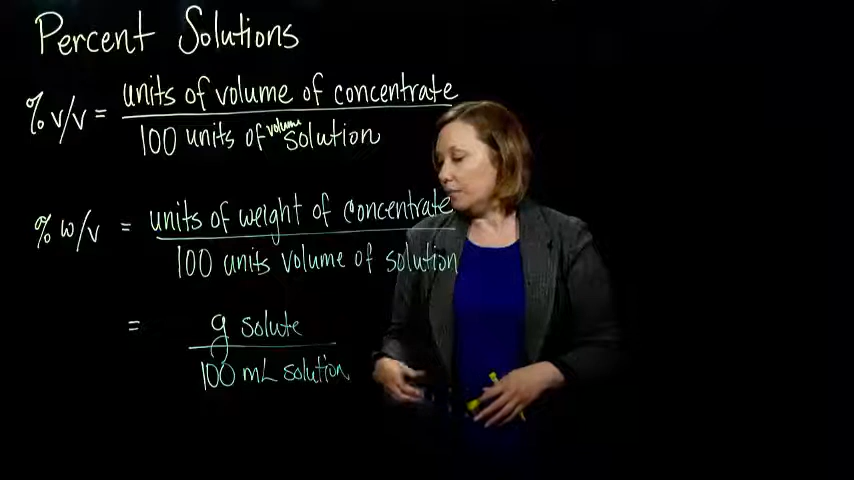 Percent Solutions
% v/v = units of volume of concentrate
100 units of volume solution
% w/v = units of weight of concentrate
100 units volume of solution
= g solute
100 mL solution